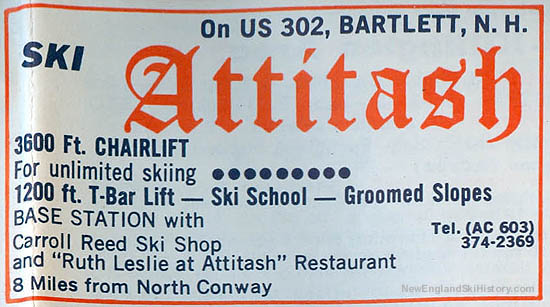 On US 302, BARTLETT, N. H.
SKI
Attitash
3600 Ft. CHAIRLIFT
For unlimited skiing ●●●●●●●●●
1200 ft. T-Bar Lift — Ski School — Groomed Slopes
BASE STATION with
Carroll Reed Ski Shop
and "Ruth Leslie at Attitash" Restaurant
8 Miles from North Conway
Tel. (AC 603)
374-2369
NewEnglandSkiHistory.com